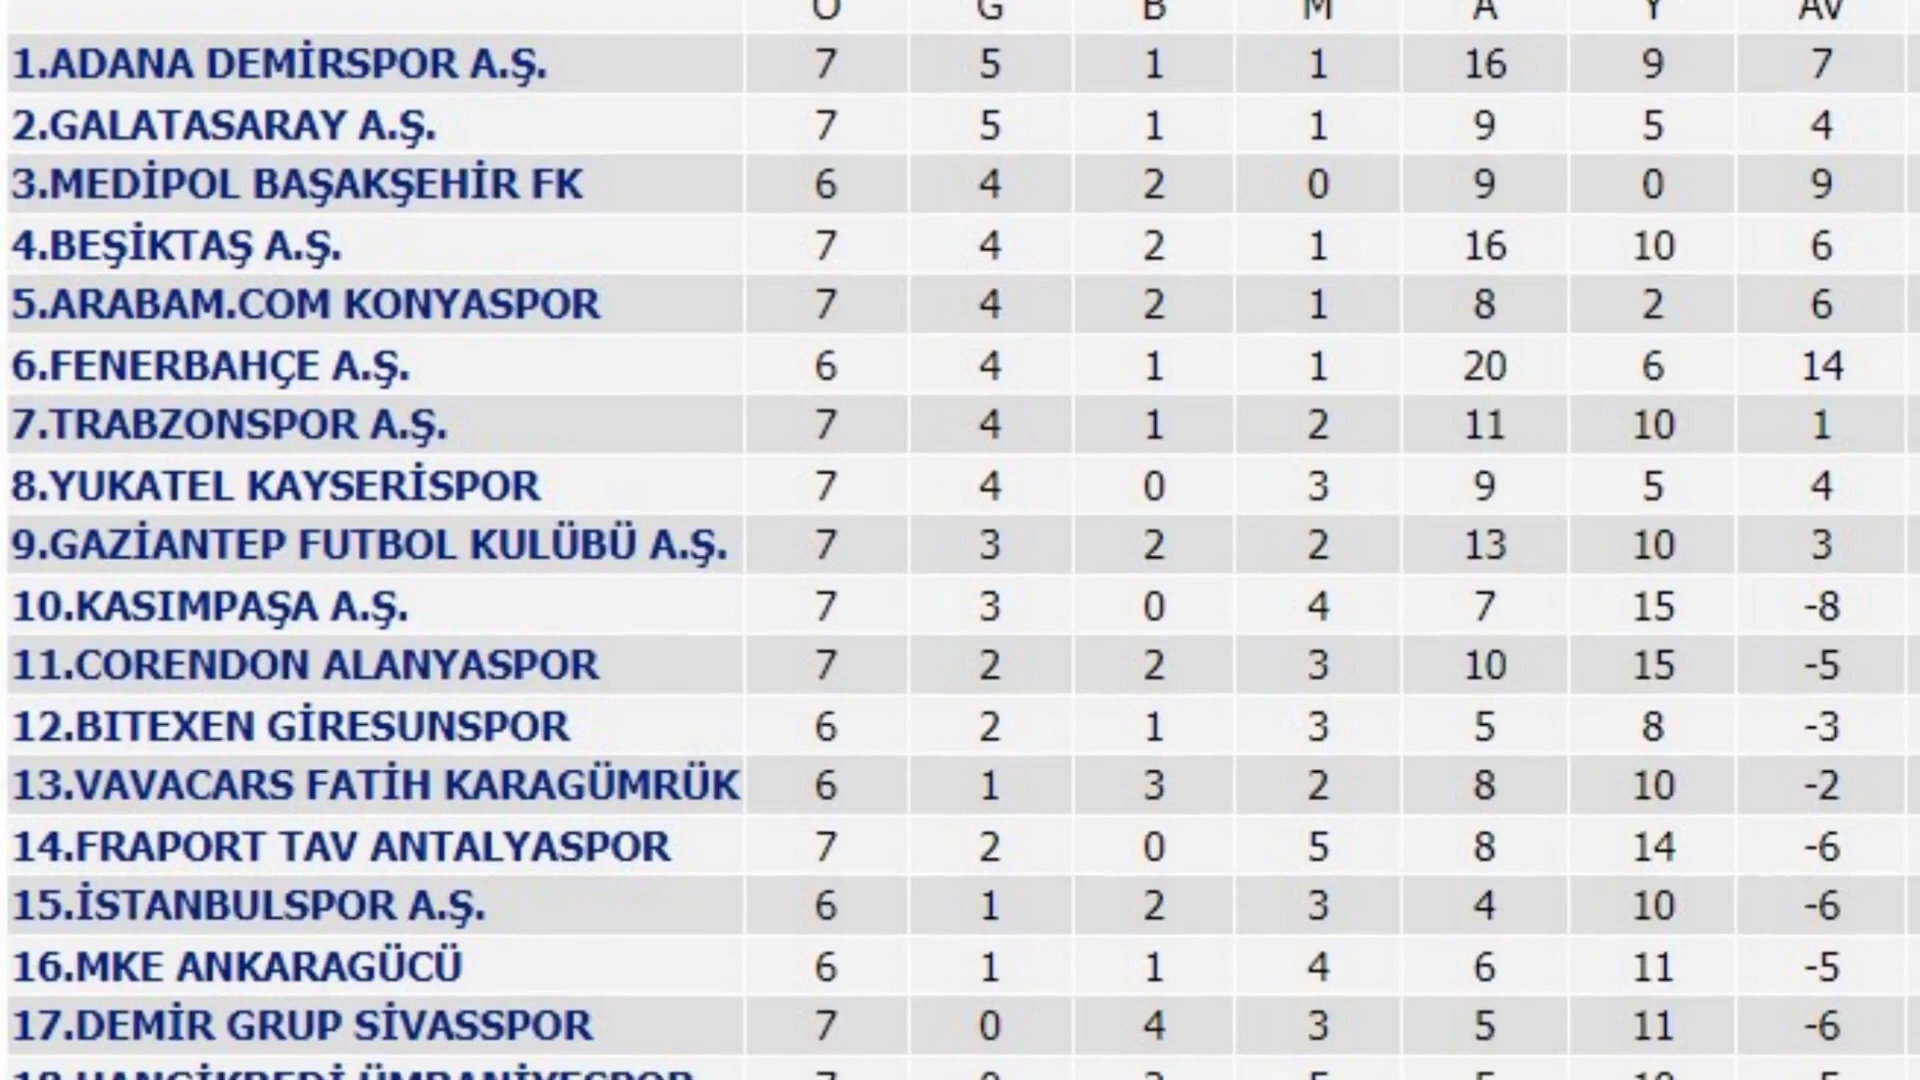 O G B M A Y AV
1.ADANA DEMİRSPOR A.Ş. 7 5 1 1 16 9 7
2.GALATASARAY A.Ş. 7 5 1 1 9 5 4
3.MEDİPOL BAŞAKŞEHİR FK 6 4 2 0 9 0 9
4.BEŞİKTAŞ A.Ş. 7 4 2 1 16 10 6
5.ARABAM.COM KONYASPOR 7 4 2 1 8 2 6
6.FENERBAHÇE A.Ş. 6 4 1 1 20 6 14
7.TRABZONSPOR A.Ş. 7 4 1 2 11 10 1
8.YUKATEL KAYSERİSPOR 7 4 0 3 9 5 4
9.GAZİANTEP FUTBOL KULÜBÜ A.Ş. 7 3 2 2 13 10 3
10.KASIMPAŞA A.Ş. 7 3 0 4 7 15 -8
11.CORENDON ALANYASPOR 7 2 2 3 10 15 -5
12.BITEXEN GİRESUNSPOR 6 2 1 3 5 8 -3
13.VAVACARS FATİH KARAGÜMRÜK 6 1 3 2 8 10 -2
14.FRAPORT TAV ANTALYASPOR 7 2 0 5 8 14 -6
15.İSTANBULSPOR A.Ş. 6 1 2 3 4 10 -6
16.MKE ANKARAGÜCÜ 6 1 1 4 6 11 -5
17.DEMİR GRUP SİVASSPOR 7 0 4 3 5 11 -6
18.HANGİKREDİ ÜMRANİYESPOR